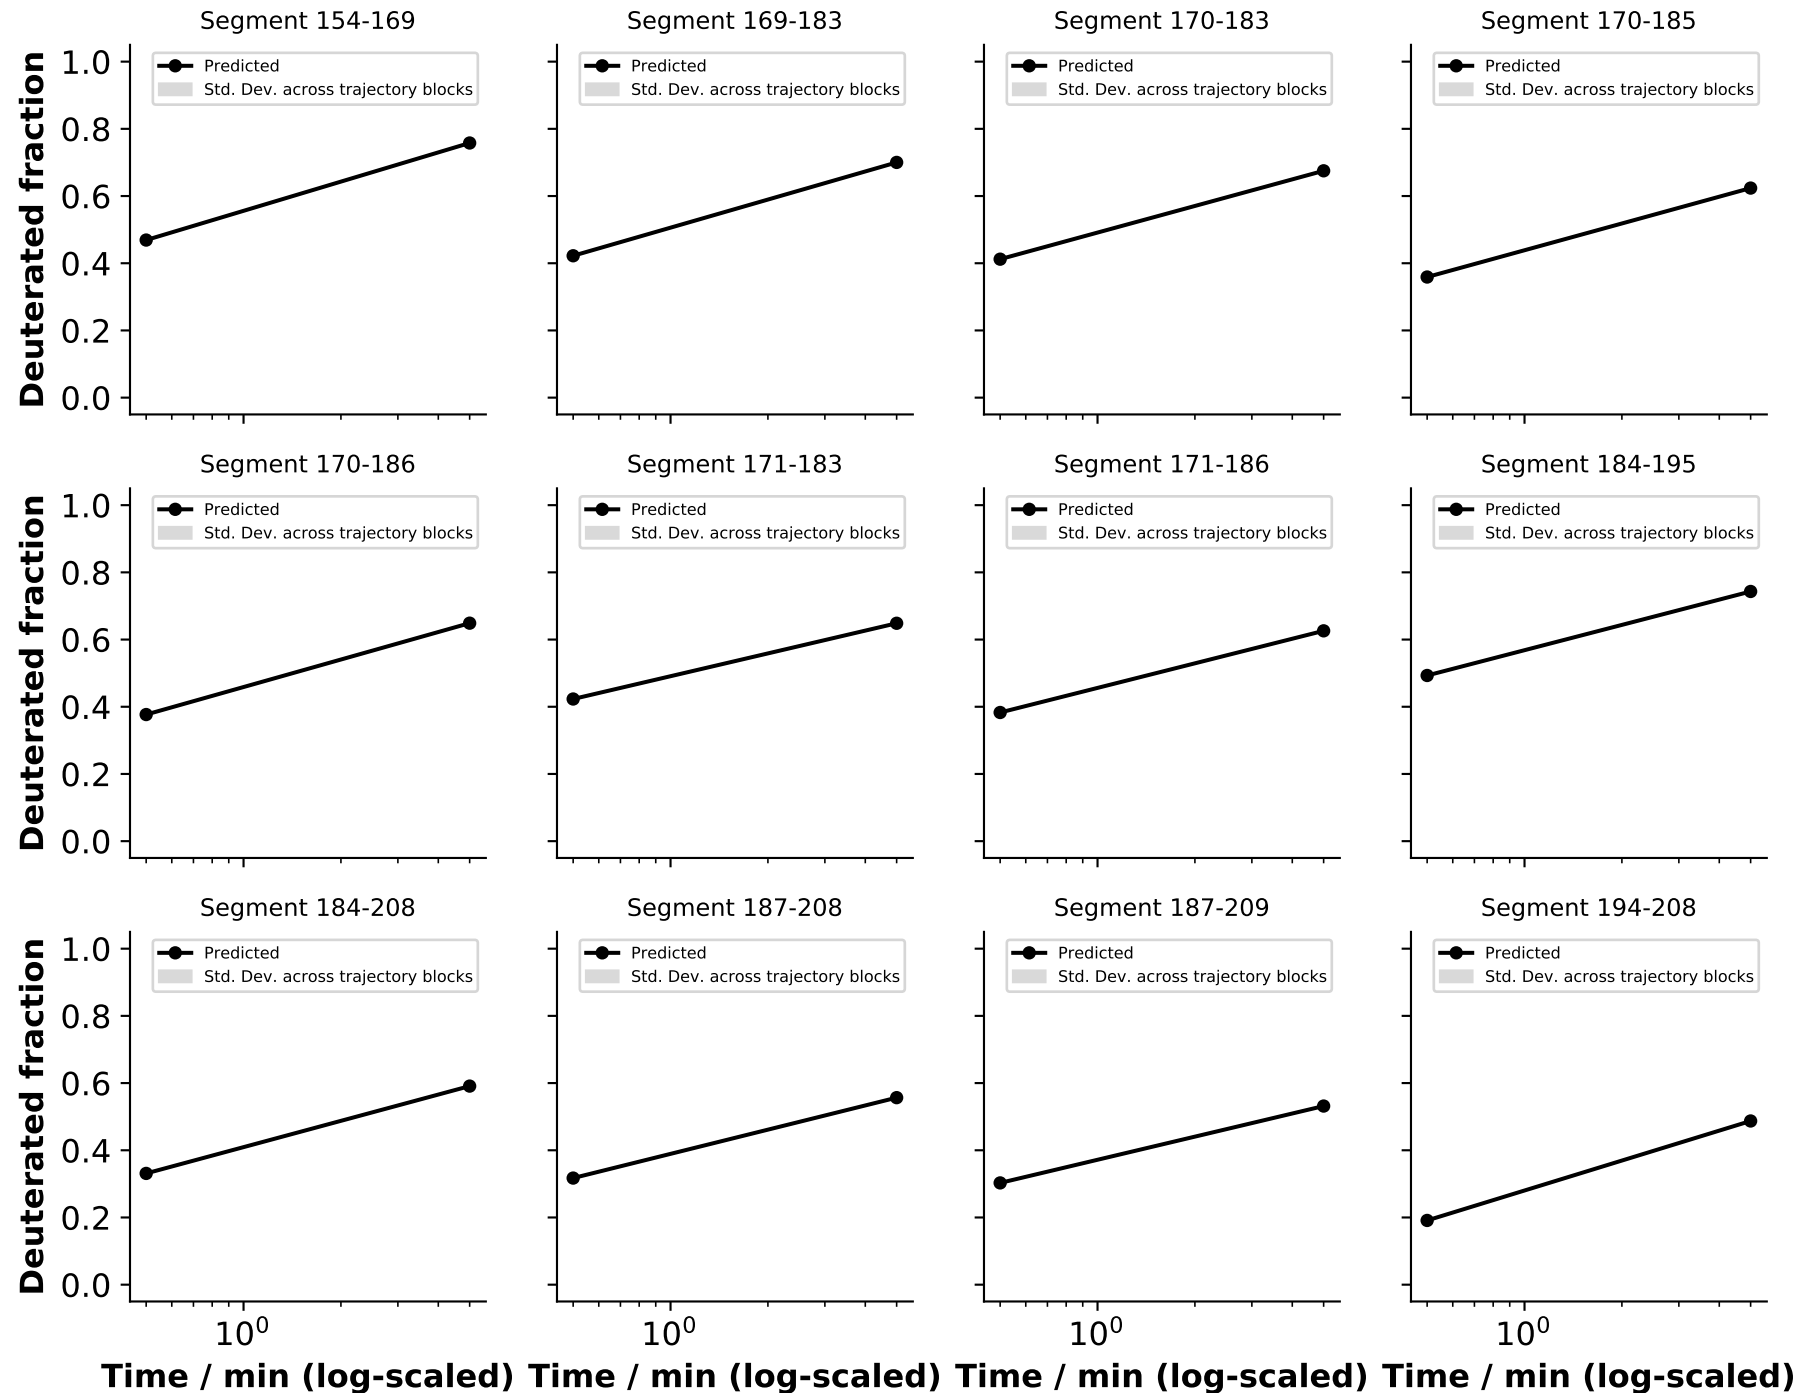 Segment 154-169
Segment 169-183
Segment 170-183
Segment 170-185
Deuterated fraction
1.0
0.8
0.6
0.4
0.2
0.0
Predicted
Std. Dev. across trajectory blocks
Predicted
Std. Dev. across trajectory blocks
Predicted
Std. Dev. across trajectory blocks
Predicted
Std. Dev. across trajectory blocks
Segment 170-186
Segment 171-183
Segment 171-186
Segment 184-195
Deuterated fraction
1.0
0.8
0.6
0.4
0.2
0.0
Predicted
Std. Dev. across trajectory blocks
Predicted
Std. Dev. across trajectory blocks
Predicted
Std. Dev. across trajectory blocks
Predicted
Std. Dev. across trajectory blocks
Segment 184-208
Segment 187-208
Segment 187-209
Segment 194-208
Deuterated fraction
1.0
0.8
0.6
0.4
0.2
0.0
Predicted
Std. Dev. across trajectory blocks
Predicted
Std. Dev. across trajectory blocks
Predicted
Std. Dev. across trajectory blocks
Predicted
Std. Dev. across trajectory blocks
10⁰
10⁰
10⁰
10⁰
Time / min (log-scaled)
Time / min (log-scaled)
Time / min (log-scaled)
Time / min (log-scaled)